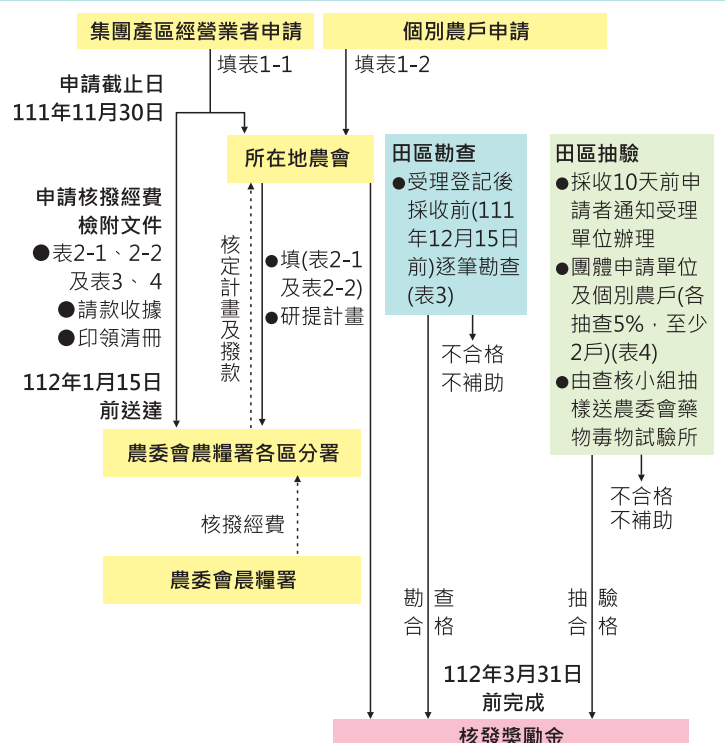 集團產區經營業者申請
個別農戶申請
填表1-1
填表1-2
申請截止日
111年11月30日
所在地農會
申請核撥經費
檢附文件
●表2-1、2-2
及表3、4
●請款收據
●印領清冊
112年1月15日
前送達
核定計畫及撥款
●填(表2-1
及表2-2)
●研提計畫
田區勘查
●受理登記後
採收前(111
年12月15日
前)逐筆勘查
(表3)
不合格
不補助
田區抽驗
●採收10天前申
請者通知受理
單位辦理
●團體申請單位
及個別農戶(各
抽查5%,至少
2戶)(表4)
●由查核小組抽
樣送農委會藥
物毒物試驗所
不合格
不補助
農委會農糧署各區分署
核撥經費
農委會晨糧署
勘查
合格
抽驗
合格
112年3月31日
前完成
核發獎勵金